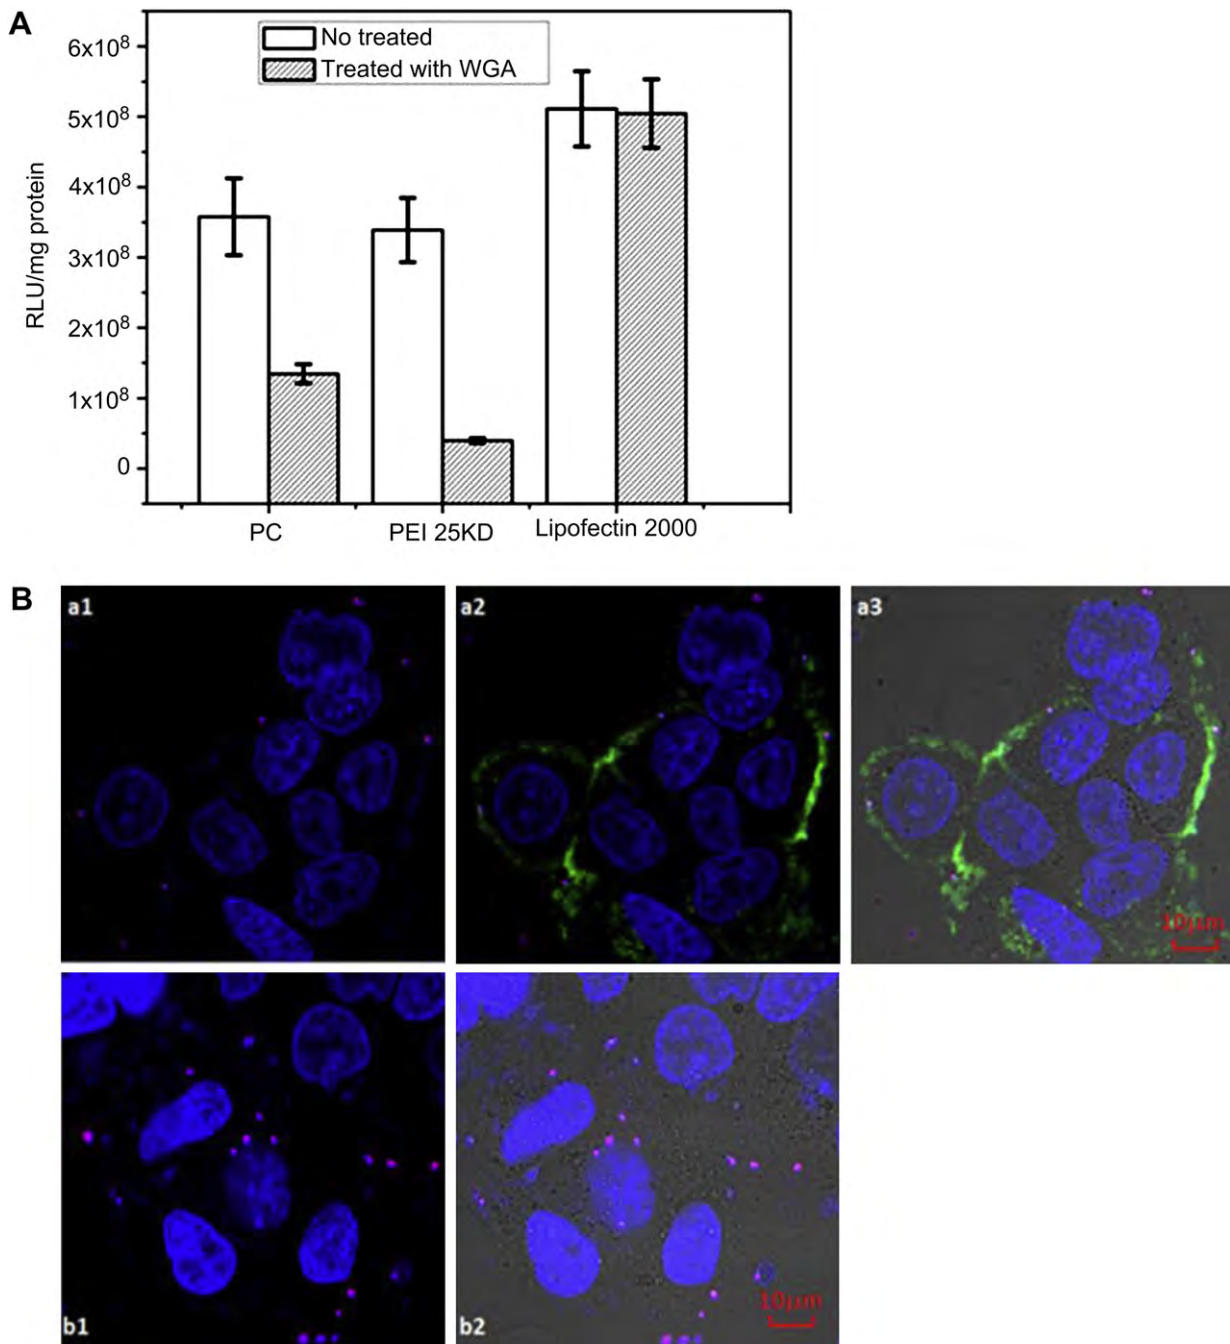 A
No treated
Treated with WGA
6x10⁸
5x10⁸
4x10⁸
3x10⁸
2x10⁸
1x10⁸
0
RLU/mg protein
PC
PEI 25KD
Lipofectin 2000
B
a1
a2
a3
10μm
b1
b2
10μm